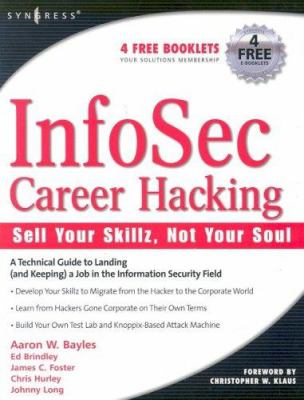 SYNGRESS®
4 FREE BOOKLETS
YOUR SOLUTIONS MEMBERSHIP
4
FREE
E-BOOKLETS
InfoSec
Career Hacking
Sell Your Skillz, Not Your Soul
A Technical Guide to Landing
(and Keeping) a Job in the Information Security Field
• Develop Your Skillz to Migrate from the Hacker to the Corporate World
• Learn from Hackers Gone Corporate on Their Own Terms
• Build Your Own Test Lab and Knoppix-Based Attack Machine
Aaron W. Bayles
Ed Brindley
James C. Foster
Chris Hurley
Johnny Long
FOREWORD BY
CHRISTOPHER W. KLAUS